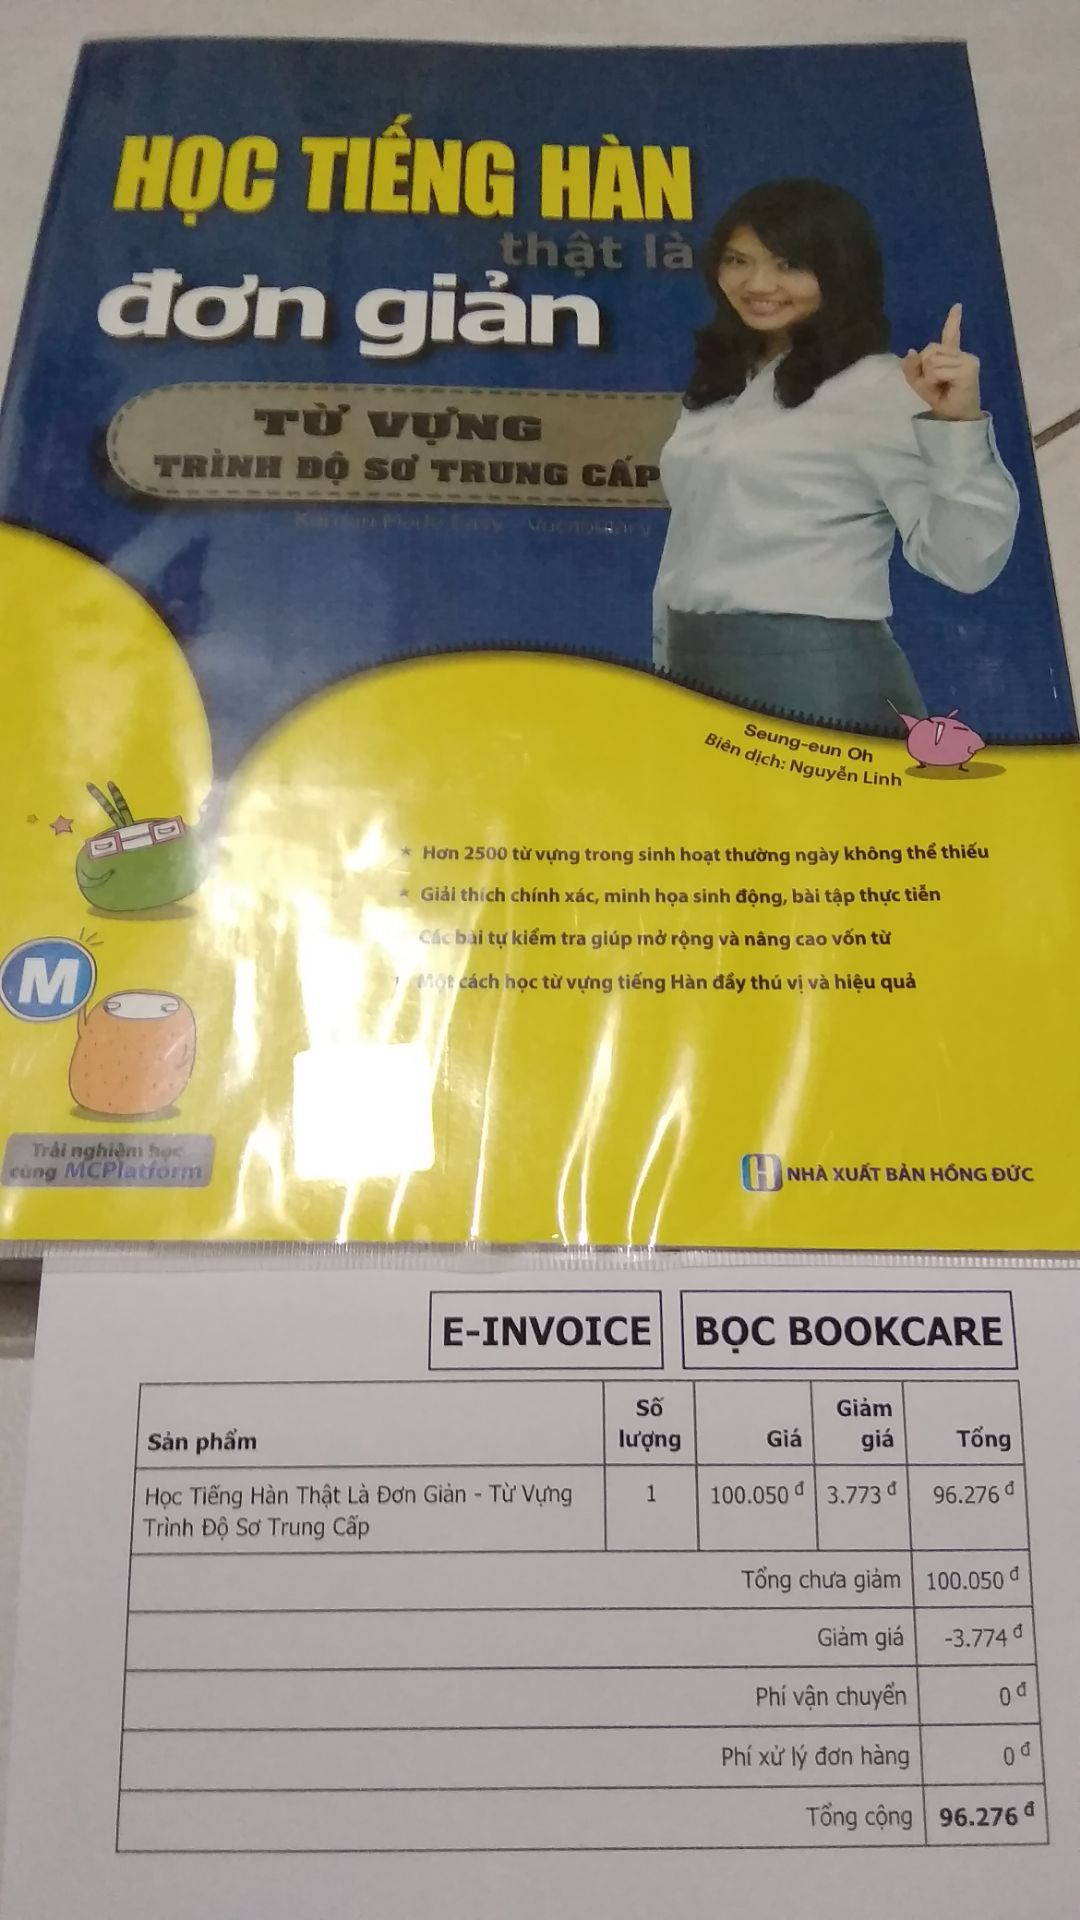 HỌC TIẾNG HÀN
thật là
đơn giản
TỪ VỰNG
TRÌNH ĐỘ SƠ TRUNG CẤP
Korean Made Easy - Vocabulary
Seung-eun Oh
Biên dịch: Nguyễn Linh
* Hơn 2500 từ vựng trong sinh hoạt thường ngày không thể thiếu
* Giải thích chính xác, minh họa sinh động, bài tập thực tiễn
Các bài tự kiểm tra giúp mở rộng và nâng cao vốn từ
Một cách học từ vựng tiếng Hàn đầy thú vị và hiệu quả
M
Trải nghiệm học
cùng MCPlatform
H NHÀ XUẤT BẢN HỒNG ĐỨC
E-INVOICE BỌC BOOKCARE
Sản phẩm Số lượng Giá Giảm giá Tổng
Học Tiếng Hàn Thật Là Đơn Giản - Từ Vựng 1 100.050 đ 3.773 đ 96.276 đ
Trình Độ Sơ Trung Cấp
Tổng chưa giảm 100.050 đ
Giảm giá -3.774 đ
Phí vận chuyển 0 đ
Phí xử lý đơn hàng 0 đ
Tổng cộng 96.276 đ